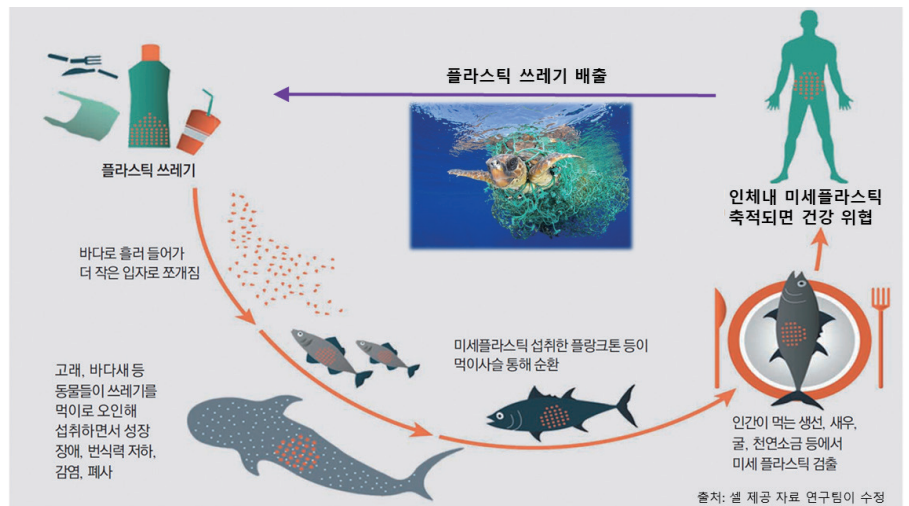 플라스틱 쓰레기 배출
플라스틱 쓰레기
인체내 미세플라스틱
축적되면 건강 위협
바다로 흘러 들어가
더 작은 입자로 쪼개짐
미세플라스틱 섭취한 플랑크톤 등이
먹이사슬 통해 순환
고래, 바다새 등
동물들이 쓰레기를
먹이로 오인해
섭취하면서 성장
장애, 번식력 저하,
감염, 폐사
인간이 먹는 생선, 새우,
굴, 천연소금 등에서
미세 플라스틱 검출
출처: 셀 제공 자료 연구팀이 수정